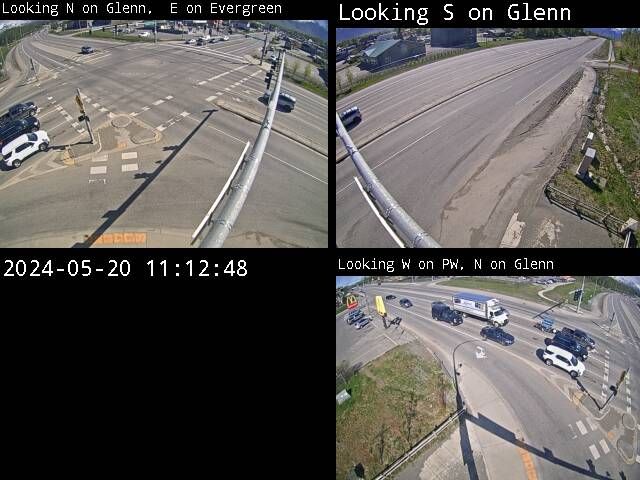 Looking N on Glenn,  E on Evergreen
Looking S on Glenn
2024-05-20 11:12:48
Looking W on PW, N on Glenn